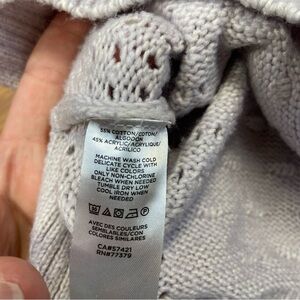 55% COTTON/COTON/
ALGODON
45% ACRYLIC/ACRYLIQUE/
ACRILICO
MACHINE WASH COLD
DELICATE CYCLE WITH
LIKE COLORS
ONLY NON-CHLORINE
BLEACH WHEN NEEDED
TUMBLE DRY LOW
COOL IRON WHEN
NEEDED
AVEC DES COULEURS
SEMBLABLES/CON
COLORES SIMILARES
CA#57421
RN#77379